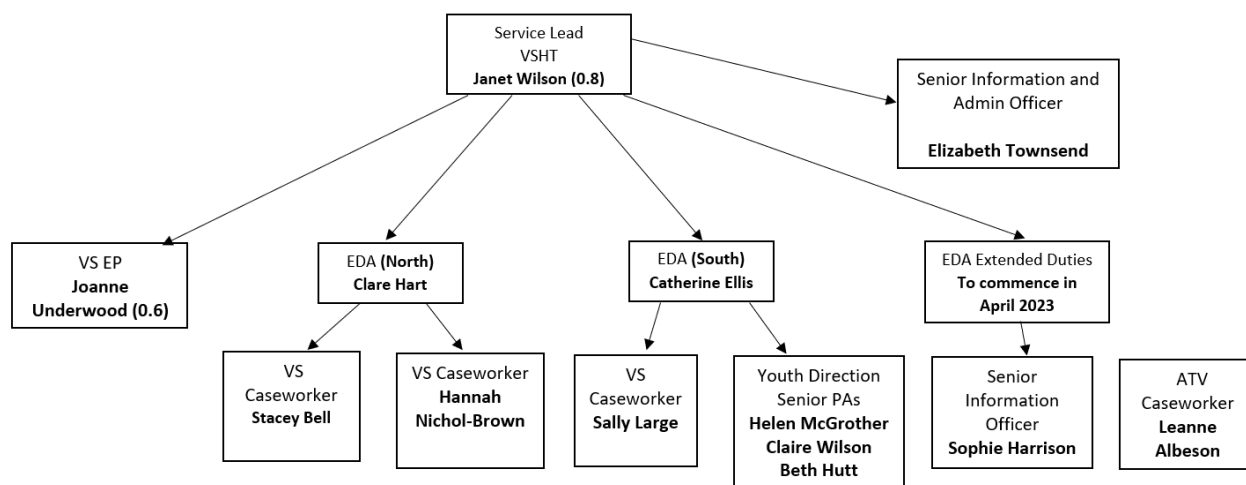 Service Lead
VSHT
Janet Wilson (0.8)
Senior Information and
Admin Officer
Elizabeth Townsend
VS EP
Joanne
Underwood (0.6)
EDA (North)
Clare Hart
EDA (South)
Catherine Ellis
EDA Extended Duties
To commence in
April 2023
VS
Caseworker
Stacey Bell
VS Caseworker
Hannah
Nichol-Brown
VS
Caseworker
Sally Large
Youth Direction
Senior PAs
Helen McGrother
Claire Wilson
Beth Hutt
Senior
Information
Officer
Sophie Harrison
ATV
Caseworker
Leanne
Albeson